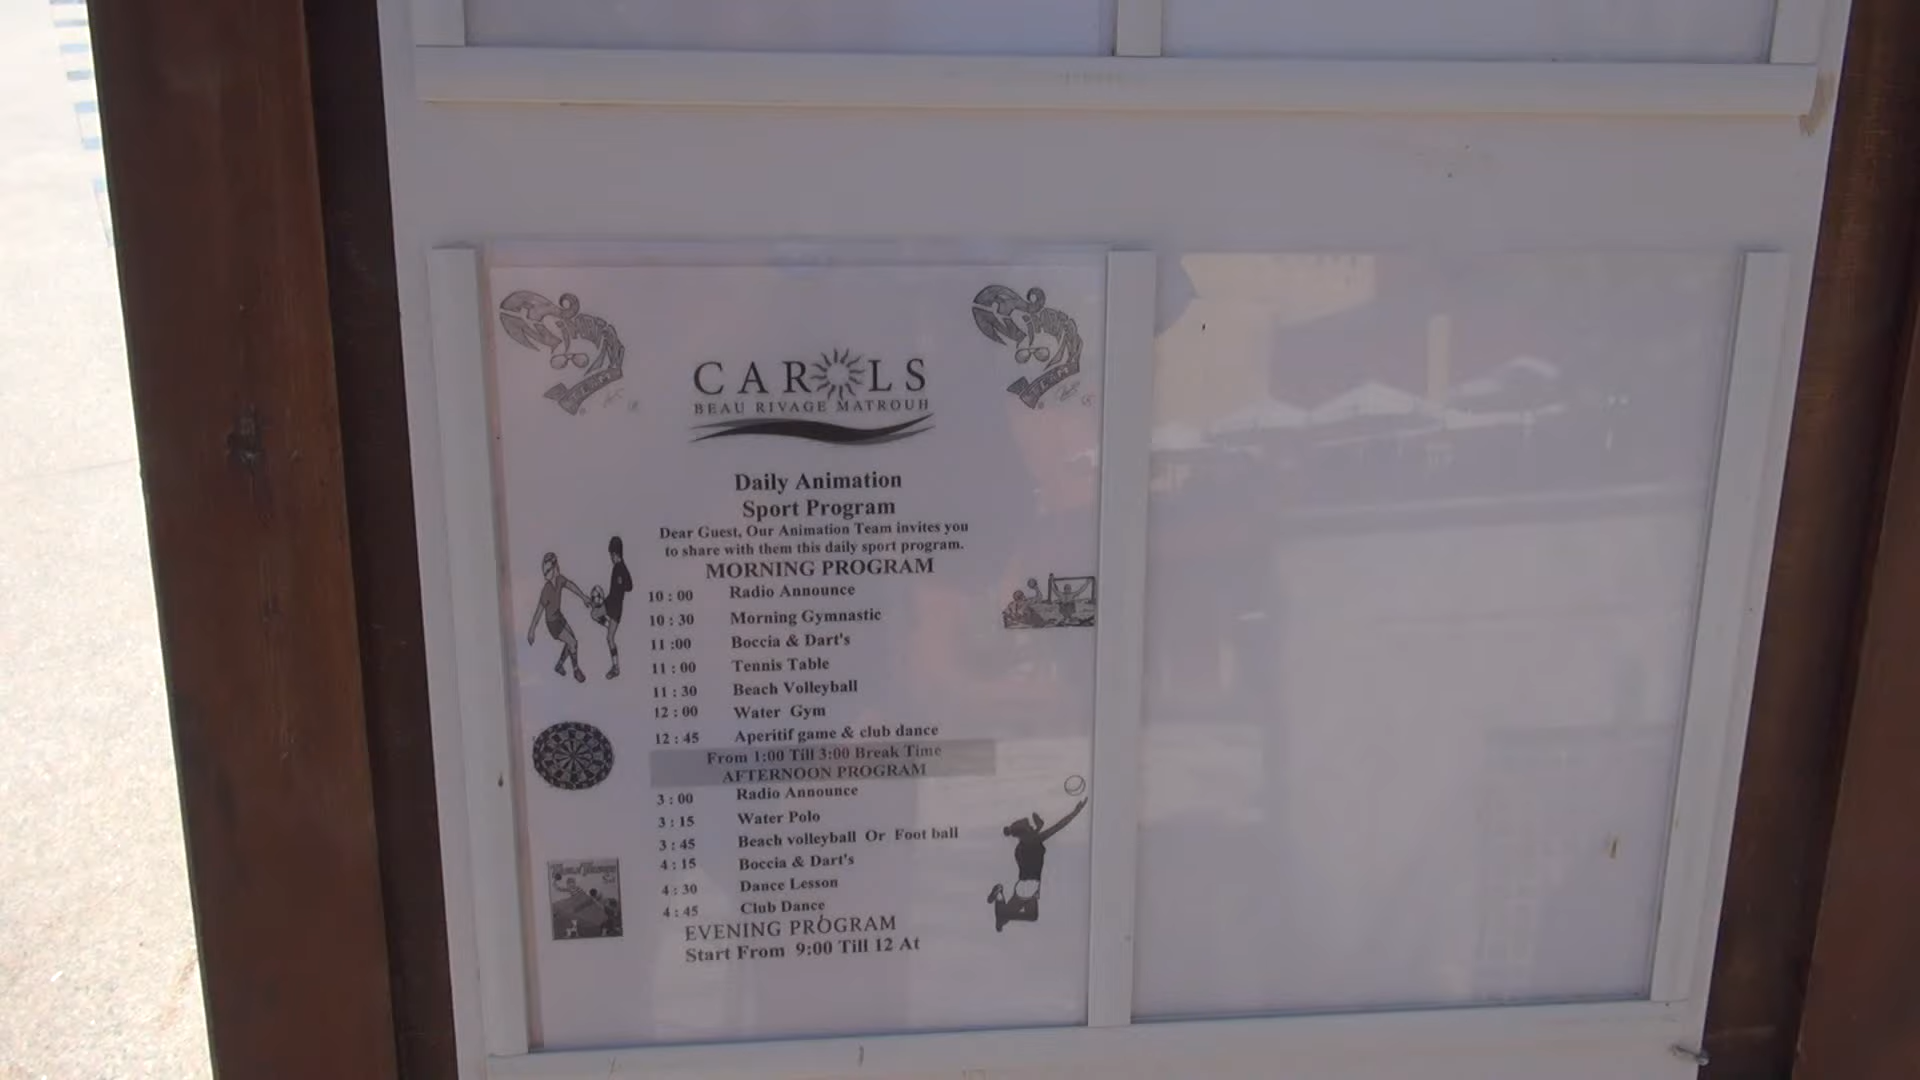 CAROLS
BEAU RIVAGE MATROUH
Daily Animation
Sport Program
Dear Guest, Our Animation Team invites you
to share with them this daily sport program.
MORNING PROGRAM
10 : 00 Radio Announce
10 : 30 Morning Gymnastic
11 :00 Boccia & Dart's
11 : 00 Tennis Table
11 : 30 Beach Volleyball
12 : 00 Water Gym
12 : 45 Aperitif game & club dance
From 1:00 Till 3:00 Break Time
AFTERNOON PROGRAM
3 : 00 Radio Announce
3 : 15 Water Polo
3 : 45 Beach volleyball Or Foot ball
4 : 15 Boccia & Dart's
4 : 30 Dance Lesson
4 : 45 Club Dance
EVENING PROGRAM
Start From 9:00 Till 12 At